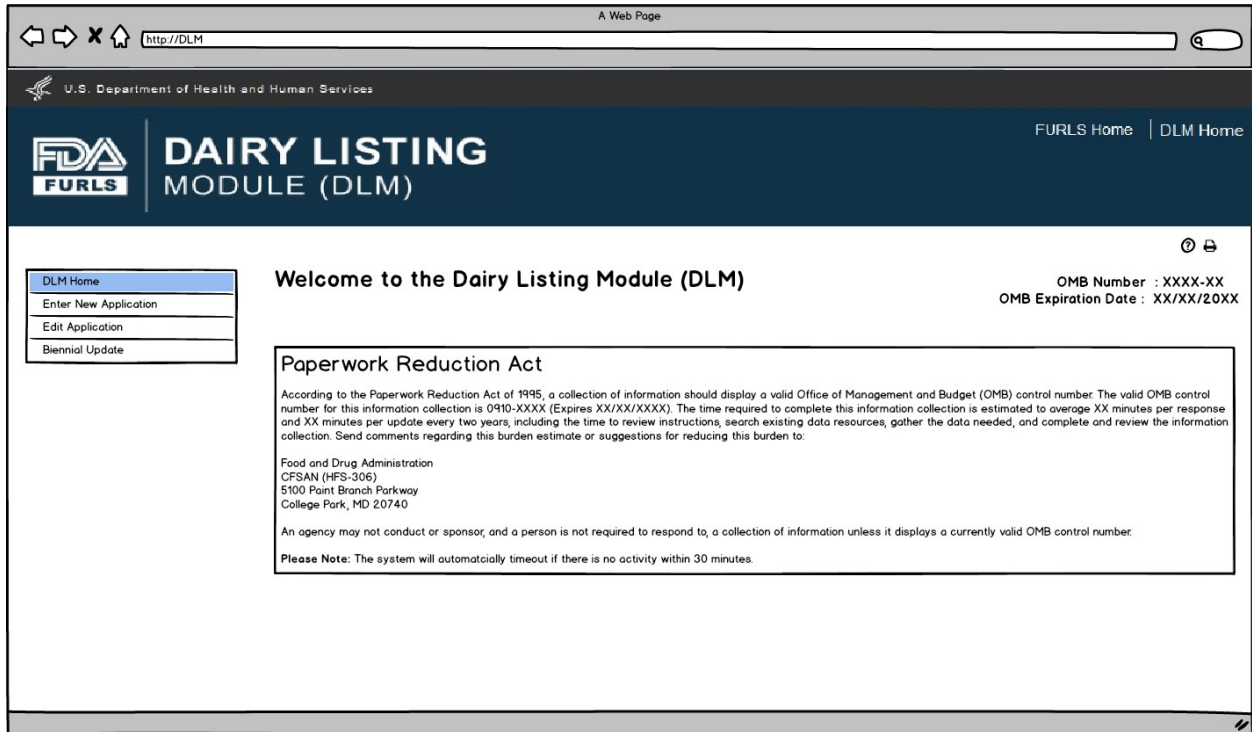 A Web Page
http://DLM
U.S. Department of Health and Human Services
FURLS Home | DLM Home
FDA
FURLS
DAIRY LISTING
MODULE (DLM)
DLM Home
Enter New Application
Edit Application
Biennial Update
Welcome to the Dairy Listing Module (DLM)
OMB Number : XXXX-XX
OMB Expiration Date : XX/XX/20XX
Paperwork Reduction Act
According to the Paperwork Reduction Act of 1995, a collection of information should display a valid Office of Management and Budget (OMB) control number. The valid OMB control
number for this information collection is 0910-XXXX (Expires XX/XX/XXXX). The time required to complete this information collection is estimated to average XX minutes per response
and XX minutes per update every two years, including the time to review instructions, search existing data resources, gather the data needed, and complete and review the information
collection. Send comments regarding this burden estimate or suggestions for reducing this burden to:
Food and Drug Administration
CFSAN (HFS-306)
5100 Paint Branch Parkway
College Park, MD 20740
An agency may not conduct or sponsor, and a person is not required to respond to, a collection of information unless it displays a currently valid OMB control number.
Please Note: The system will automatcially timeout if there is no activity within 30 minutes.